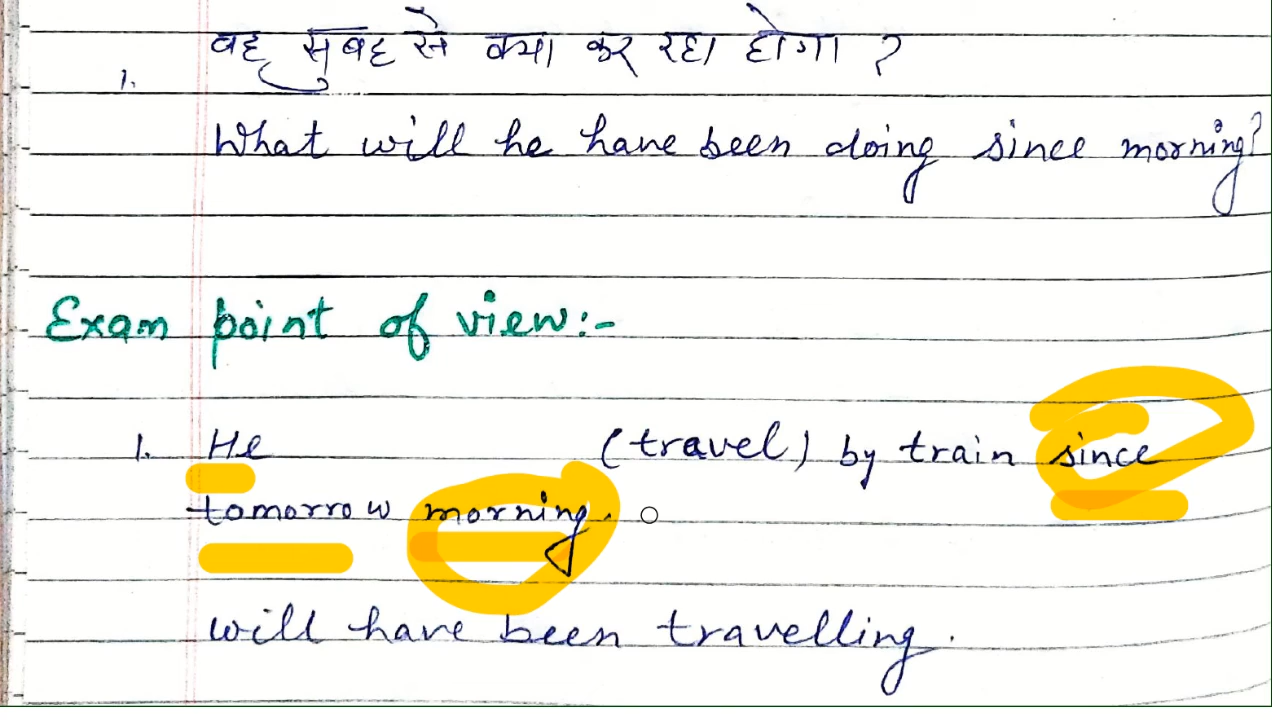 वह सुबह से क्या कर रहा होगा ?
1.
What will he have been doing since morning?
Exam point of view:-
1. He (travel) by train since
tomorrow morning.
will have been travelling.